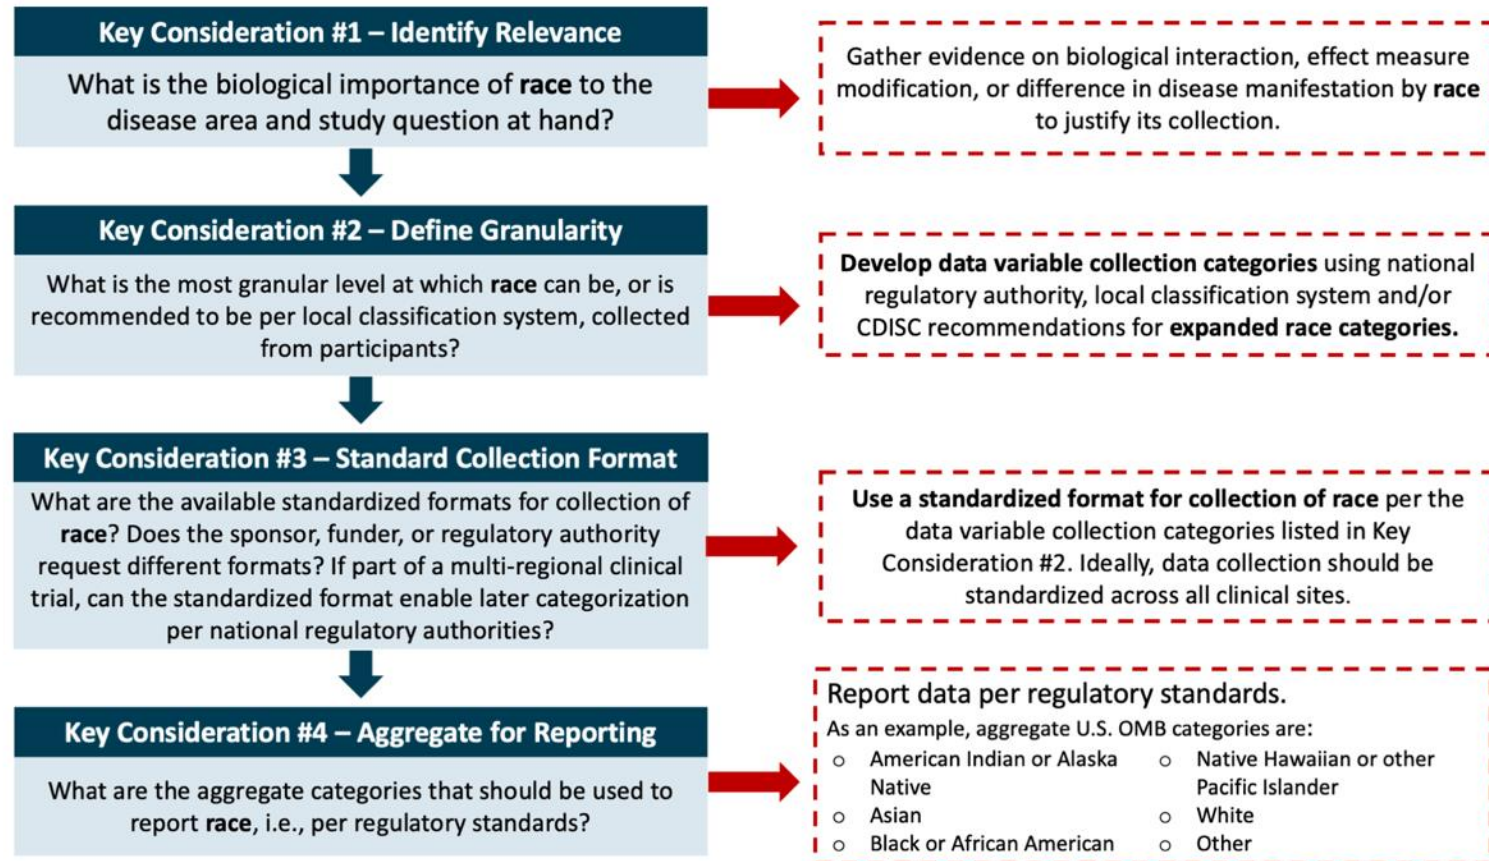 Key Consideration #1 – Identify Relevance
What is the biological importance of race to the
disease area and study question at hand?
Gather evidence on biological interaction, effect measure
modification, or difference in disease manifestation by race
to justify its collection.
Key Consideration #2 – Define Granularity
What is the most granular level at which race can be, or is
recommended to be per local classification system, collected
from participants?
Develop data variable collection categories using national
regulatory authority, local classification system and/or
CDISC recommendations for expanded race categories.
Key Consideration #3 – Standard Collection Format
What are the available standardized formats for collection of
race? Does the sponsor, funder, or regulatory authority
request different formats? If part of a multi-regional clinical
trial, can the standardized format enable later categorization
per national regulatory authorities?
Use a standardized format for collection of race per the
data variable collection categories listed in Key
Consideration #2. Ideally, data collection should be
standardized across all clinical sites.
Key Consideration #4 – Aggregate for Reporting
What are the aggregate categories that should be used to
report race, i.e., per regulatory standards?
Report data per regulatory standards.
As an example, aggregate U.S. OMB categories are:
o American Indian or Alaska
Native
o Asian
o Black or African American
o Native Hawaiian or other
Pacific Islander
o White
o Other